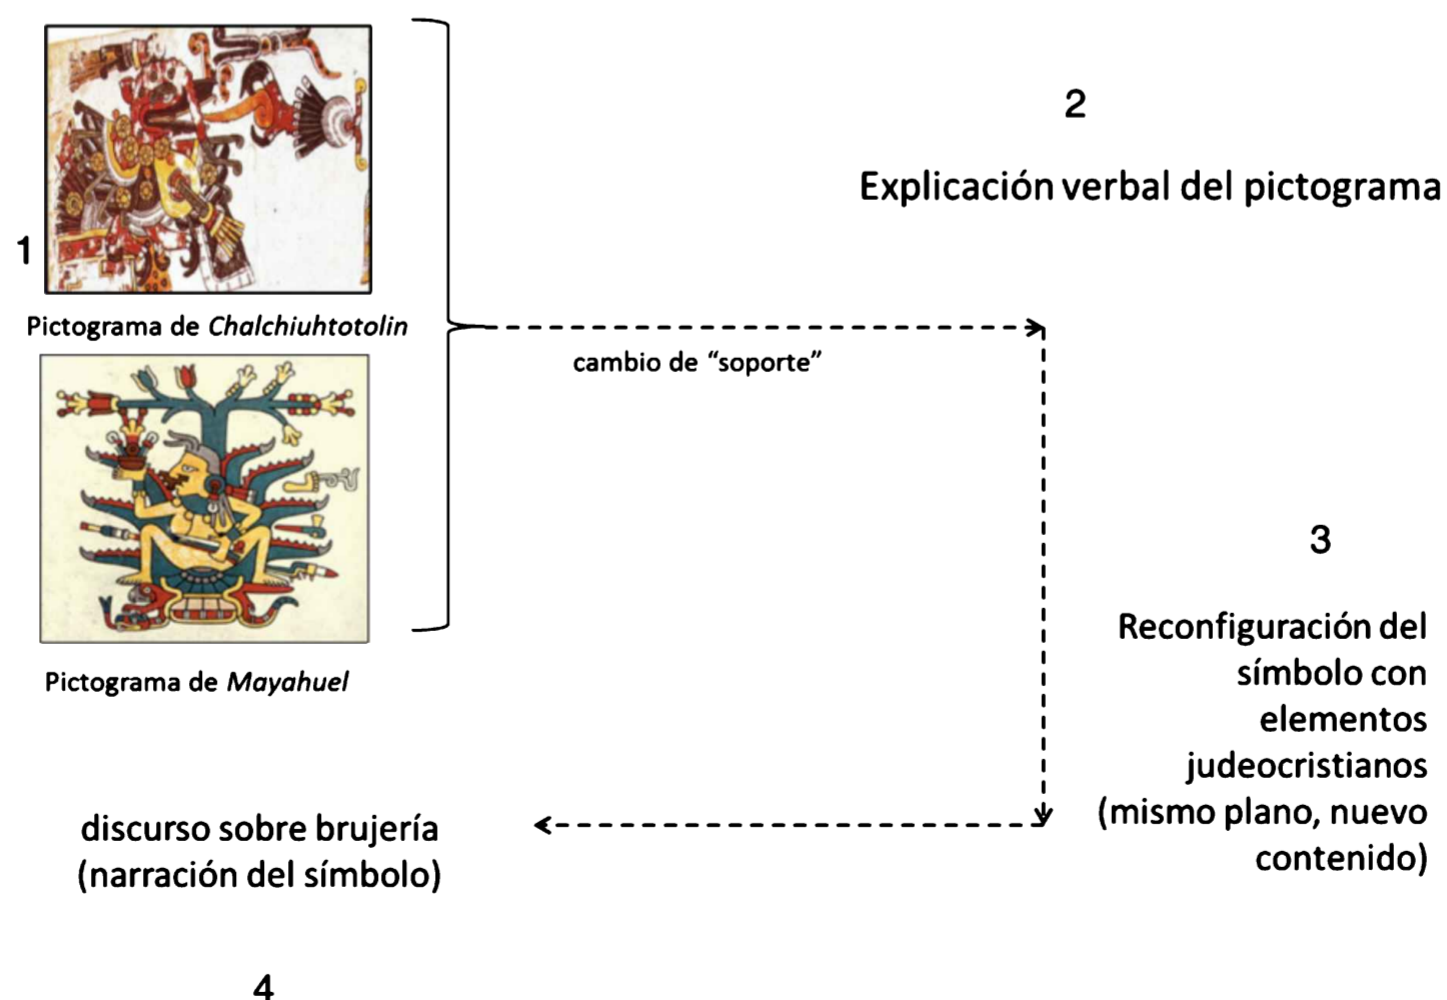 1
Pictograma de Chalchiuhtotolin
Pictograma de Mayahuel
cambio de “soporte”
2
Explicación verbal del pictograma
3
Reconfiguración del
símbolo con
elementos
judeocristianos
(mismo plano, nuevo
contenido)
discurso sobre brujería
(narración del símbolo)
4